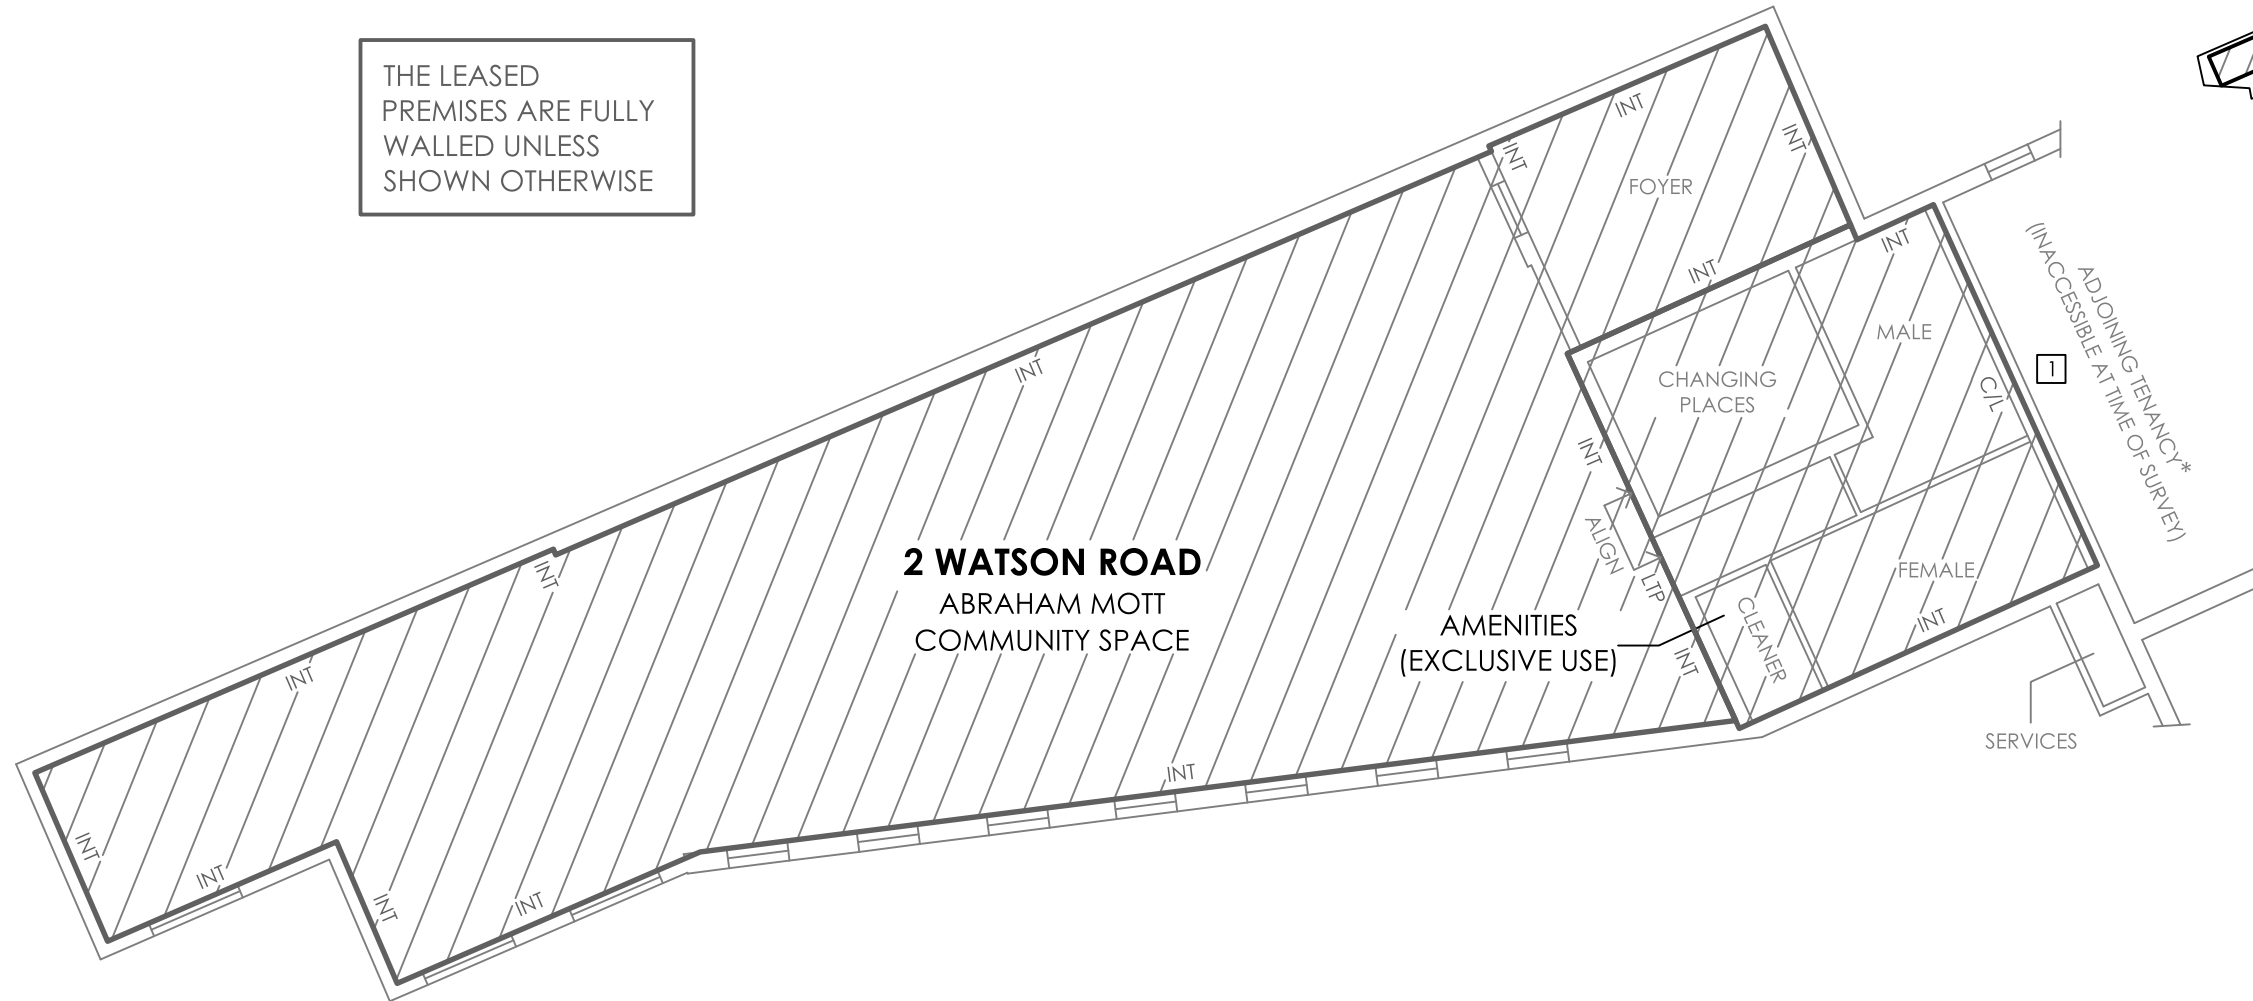 THE LEASED
PREMISES ARE FULLY
WALLED UNLESS
SHOWN OTHERWISE
INT
INT
INT
FOYER
INT
INT
INT
MALE
ADJOINING TENANCY*
(INACCESSIBLE AT TIME OF SURVEY)
1
CHANGING
PLACES
C/L
INT
INT
ALIGN
LTP
INT
2 WATSON ROAD
ABRAHAM MOTT
COMMUNITY SPACE
AMENITIES
(EXCLUSIVE USE)
CLEANER
FEMALE
INT
INT
INT
SERVICES
INT
INT
INT
INT
INT